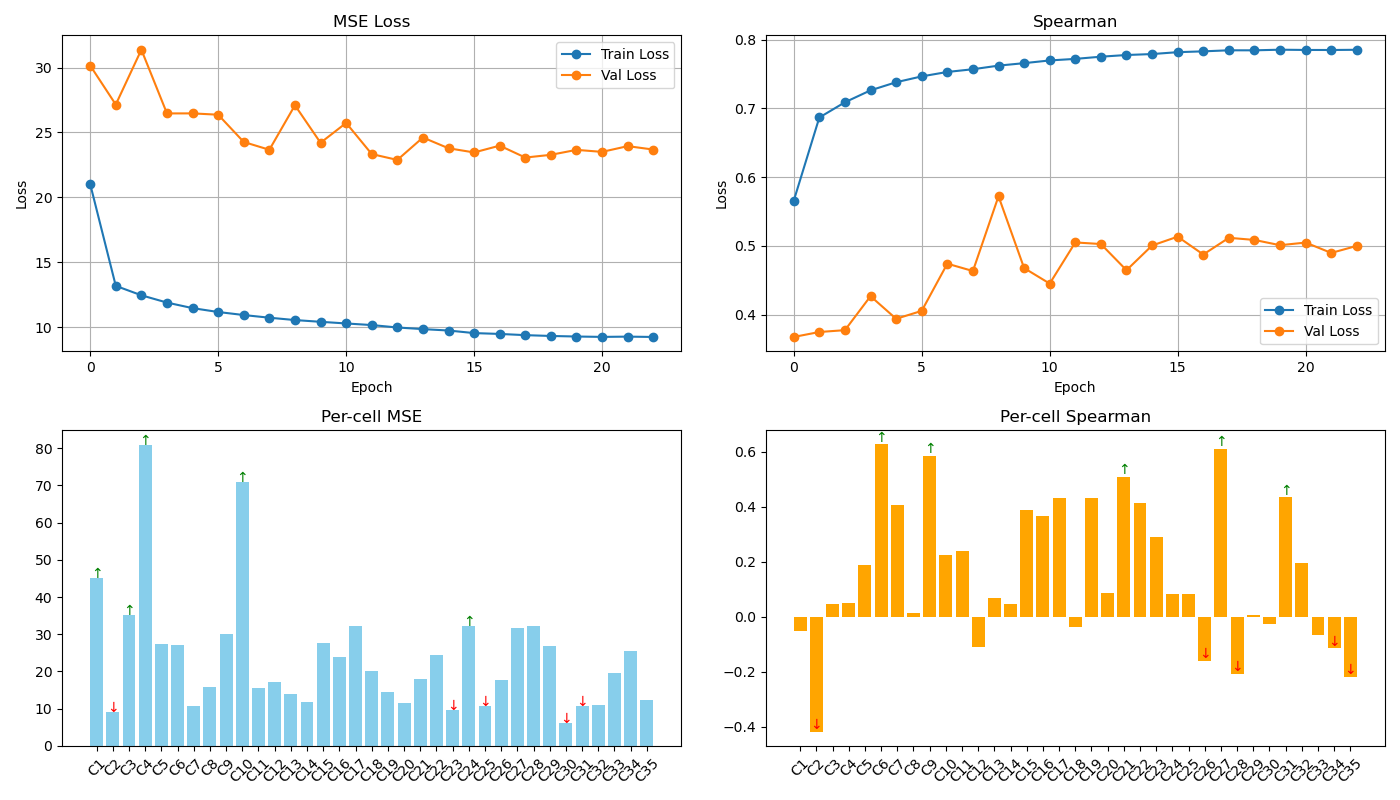 MSE Loss
30
25
20
15
10
Loss
Train Loss
Val Loss
0
5
10
15
20
Epoch
Spearman
0.8
0.7
0.6
0.5
0.4
Loss
Train Loss
Val Loss
0
5
10
15
20
Epoch
Per-cell MSE
80
70
60
50
40
30
20
10
0
↑
↓
↑
↑
↑
↓
↑
↓
↓
↓
C1
C2
C3
C4
C5
C6
C7
C8
C9
C10
C11
C12
C13
C14
C15
C16
C17
C18
C19
C20
C21
C22
C23
C24
C25
C26
C27
C28
C29
C30
C31
C32
C33
C34
C35
Per-cell Spearman
0.6
0.4
0.2
0.0
−0.2
−0.4
↓
↑
↑
↑
↓
↑
↓
↑
↓
↓
C1
C2
C3
C4
C5
C6
C7
C8
C9
C10
C11
C12
C13
C14
C15
C16
C17
C18
C19
C20
C21
C22
C23
C24
C25
C26
C27
C28
C29
C30
C31
C32
C33
C34
C35